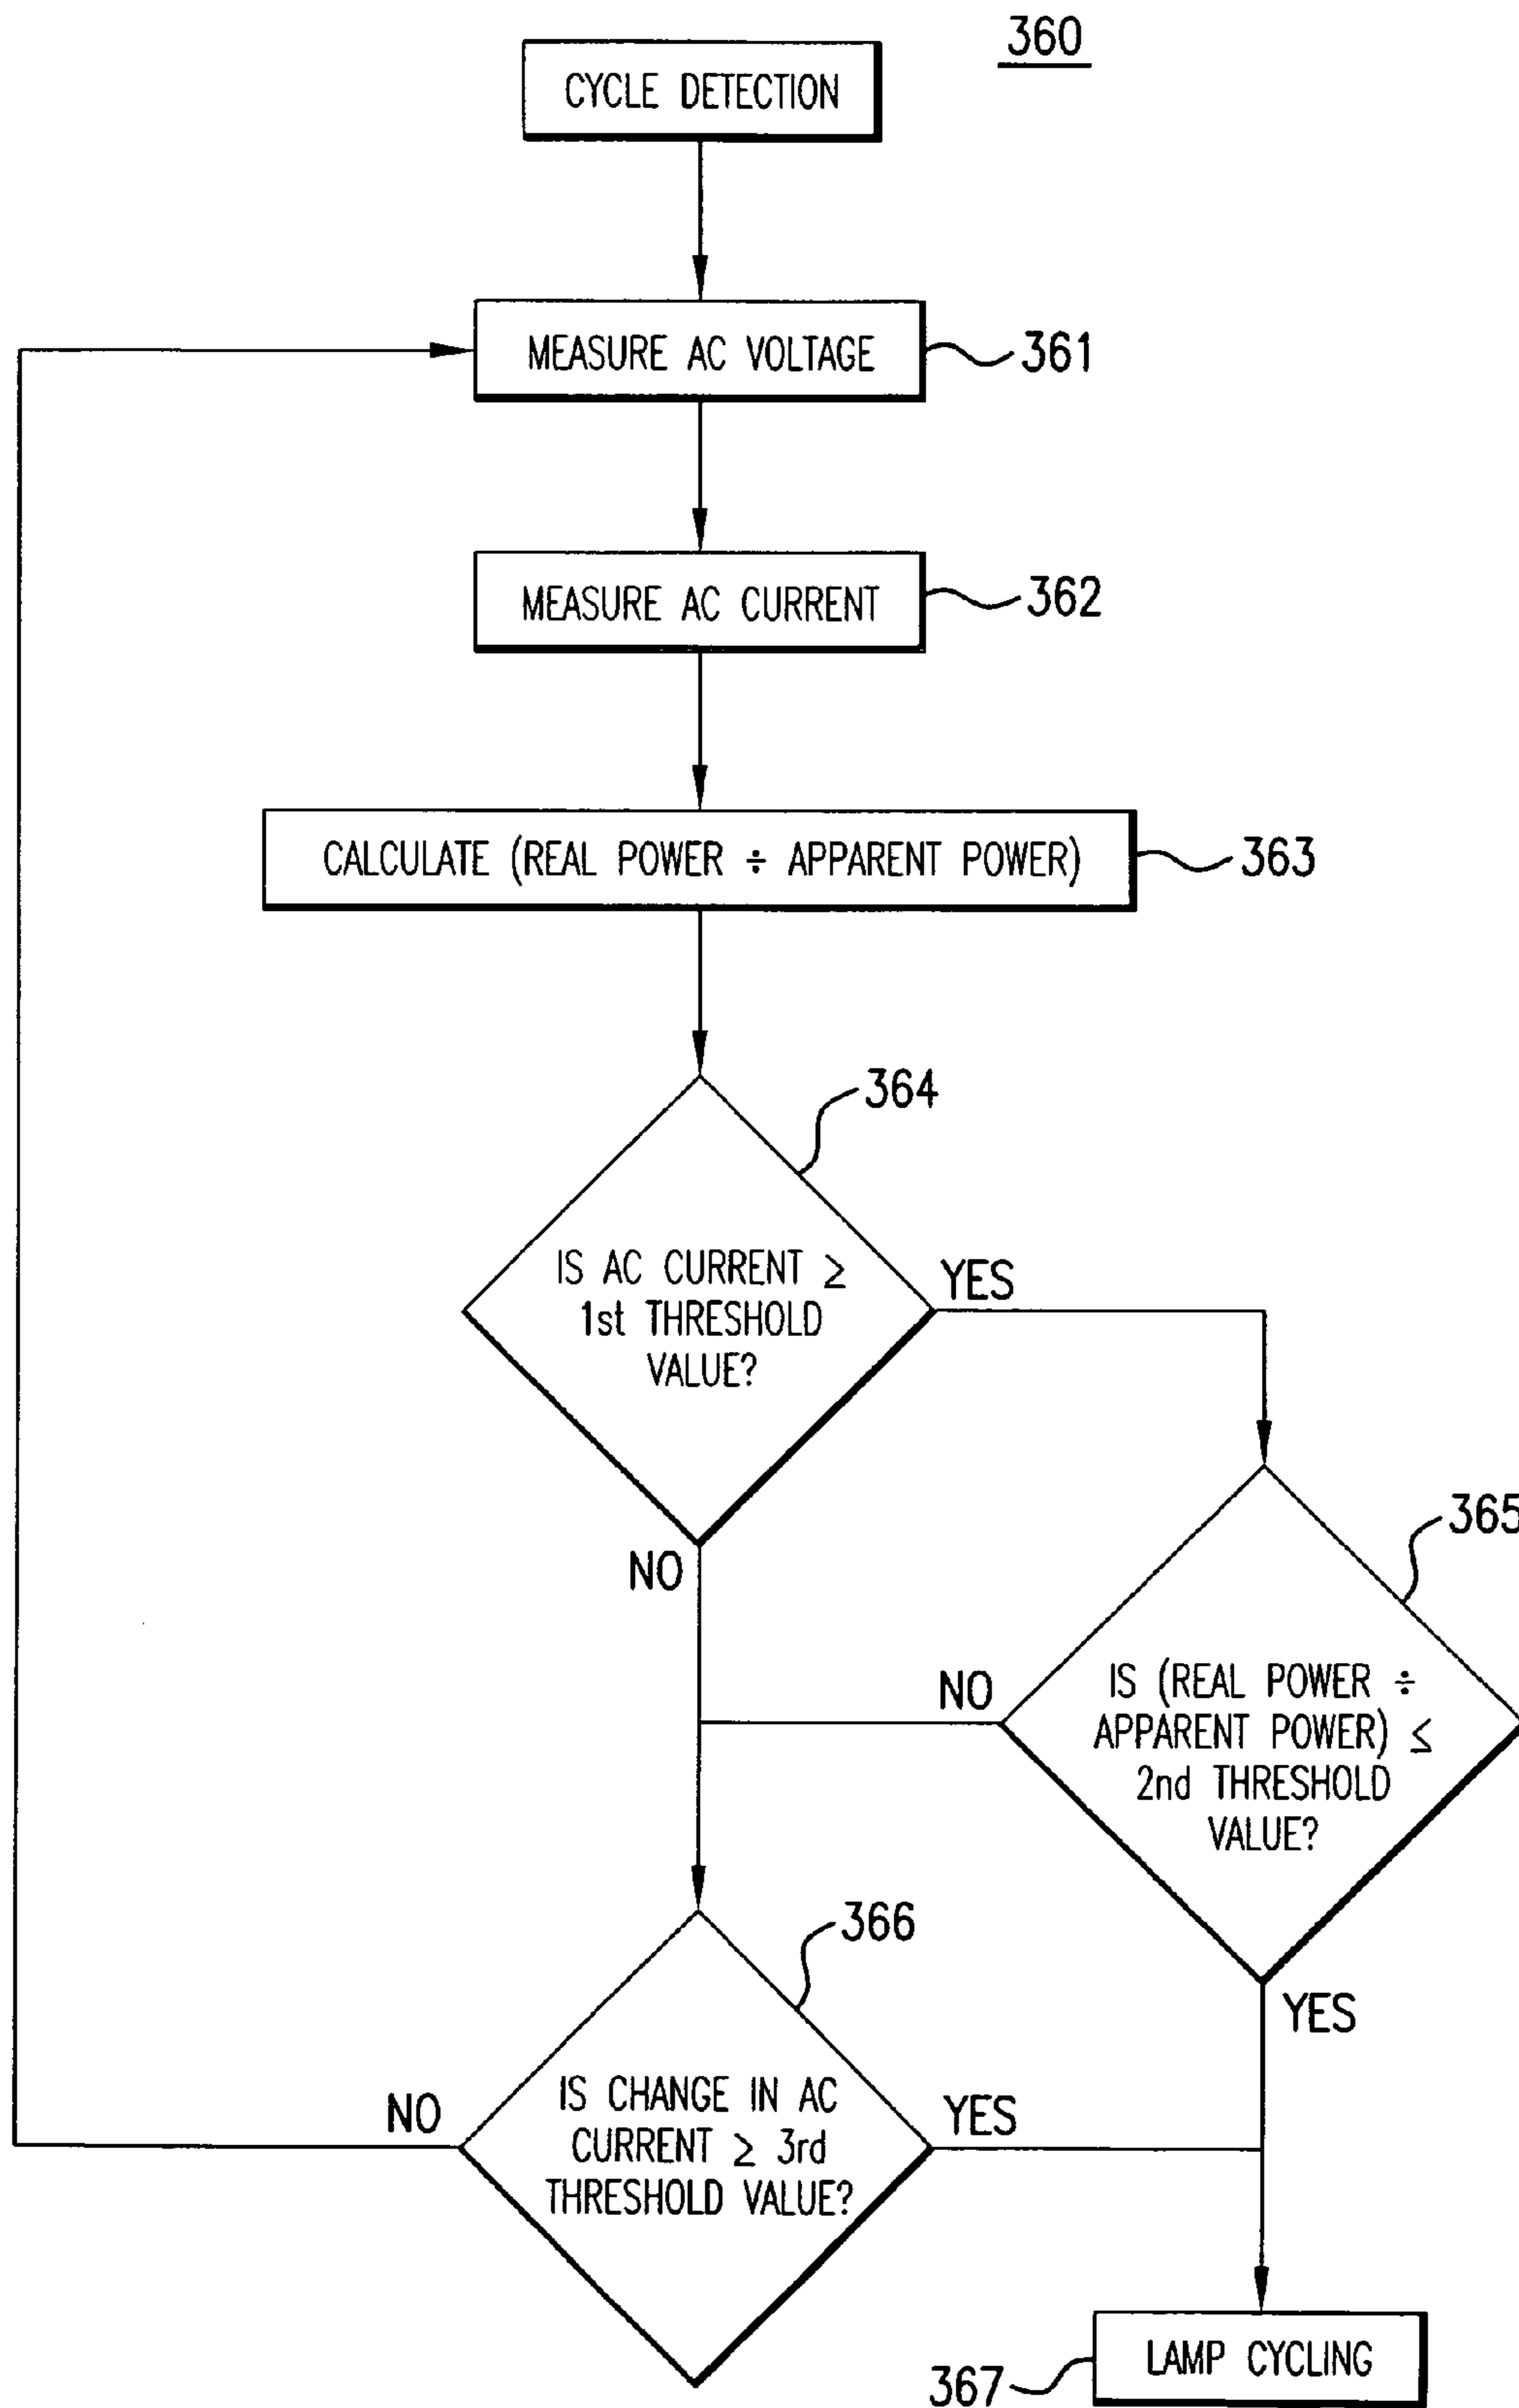 360
CYCLE DETECTION
MEASURE AC VOLTAGE
361
MEASURE AC CURRENT
362
CALCULATE (REAL POWER ÷ APPARENT POWER)
363
364
IS AC CURRENT ≥
1st THRESHOLD
VALUE?
YES
NO
365
IS (REAL POWER ÷
APPARENT POWER) ≤
2nd THRESHOLD
VALUE?
NO
YES
366
IS CHANGE IN AC
CURRENT ≥ 3rd
THRESHOLD VALUE?
NO
YES
LAMP CYCLING
367